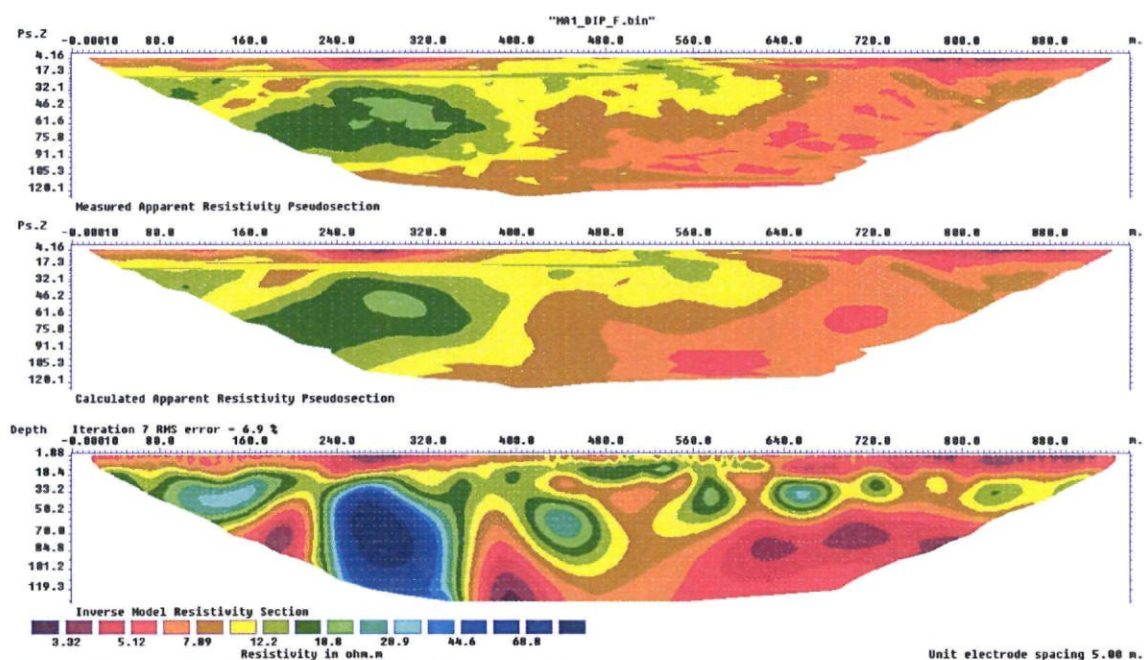 "MA1_DIP_F.bin"
Ps.Z -0.00010 80.0 160.0 240.0 320.0 400.0 480.0 560.0 640.0 720.0 800.0 880.0 m.
4.16
17.3
32.1
46.2
61.6
75.8
91.1
105.3
120.1
Measured Apparent Resistivity Pseudosection
Ps.Z -0.00010 80.0 160.0 240.0 320.0 400.0 480.0 560.0 640.0 720.0 800.0 880.0 m.
4.16
17.3
32.1
46.2
61.6
75.8
91.1
105.3
120.1
Calculated Apparent Resistivity Pseudosection
Depth Iteration 7 RMS error - 6.9 %
-0.00010 80.0 160.0 240.0 320.0 400.0 480.0 560.0 640.0 720.0 800.0 880.0 m.
1.88
18.4
33.2
50.2
84.8
101.2
119.3
Inverse Model Resistivity Section
3.32 5.12 7.89 12.2 18.8 28.9 44.6 68.8
Resistivity in ohm.m
Unit electrode spacing 5.00 m.